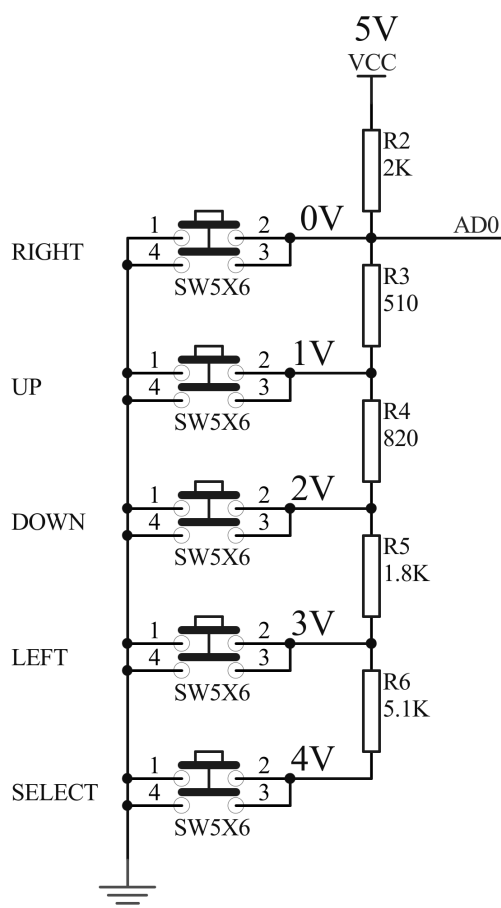 5V
VCC
R2
2K
0V
AD0
1 2
4 3
RIGHT
SW5X6
R3
510
1V
1 2
4 3
UP
SW5X6
R4
820
2V
1 2
4 3
DOWN
SW5X6
R5
1.8K
3V
1 2
4 3
LEFT
SW5X6
R6
5.1K
4V
1 2
4 3
SELECT
SW5X6